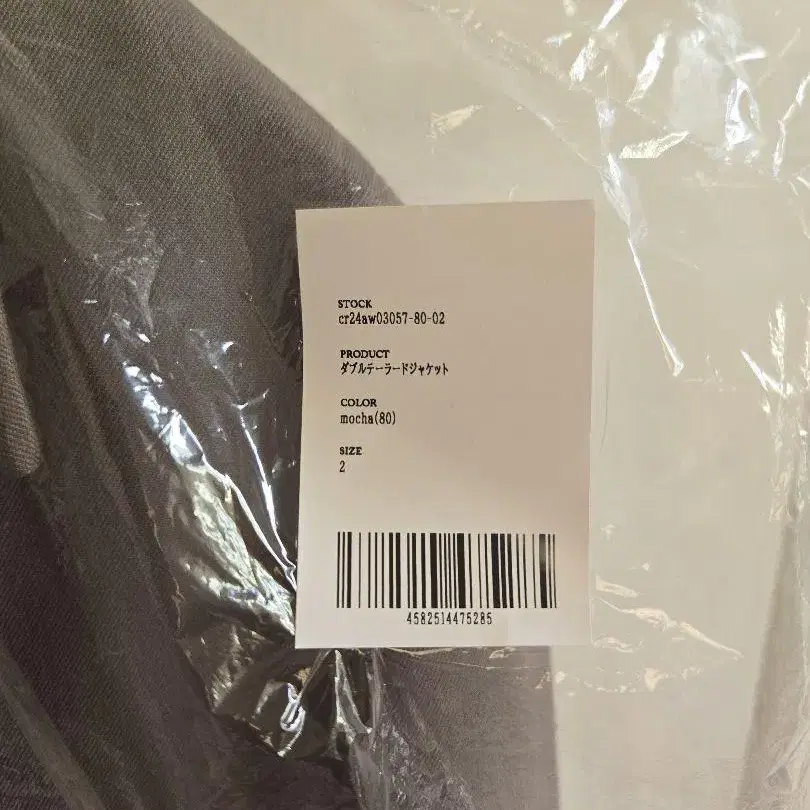 STOCK
cr24aw03057-80-02
PRODUCT
ダブルテーラードジャケット
COLOR
mocha(80)
SIZE
2
4582514475285